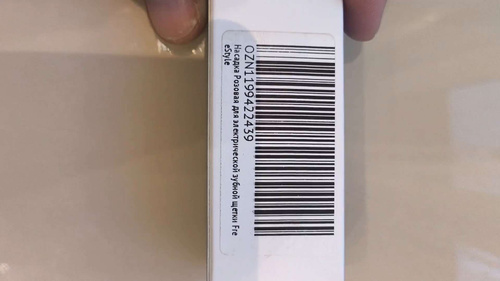 OZN1199422439
Насадка Розовая для электрической зубной щетки Fre
eStyle